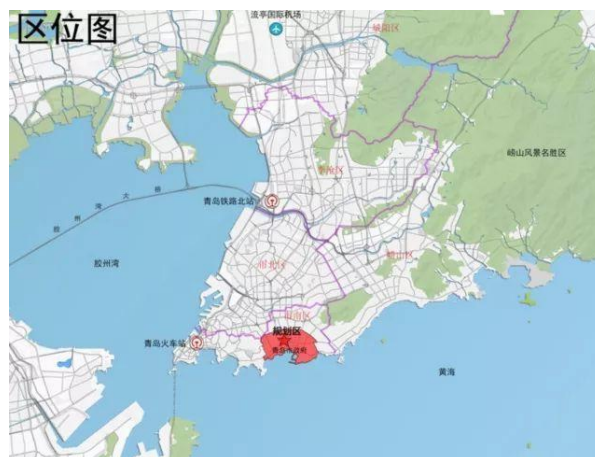 区位图
流亭国际机场
城阳区
崂山风景名胜区
李沧区
青岛铁路北站
胶州湾大桥
市北区
崂山区
胶州湾
市南区
规划区
青岛火车站
青岛市政府
黄海